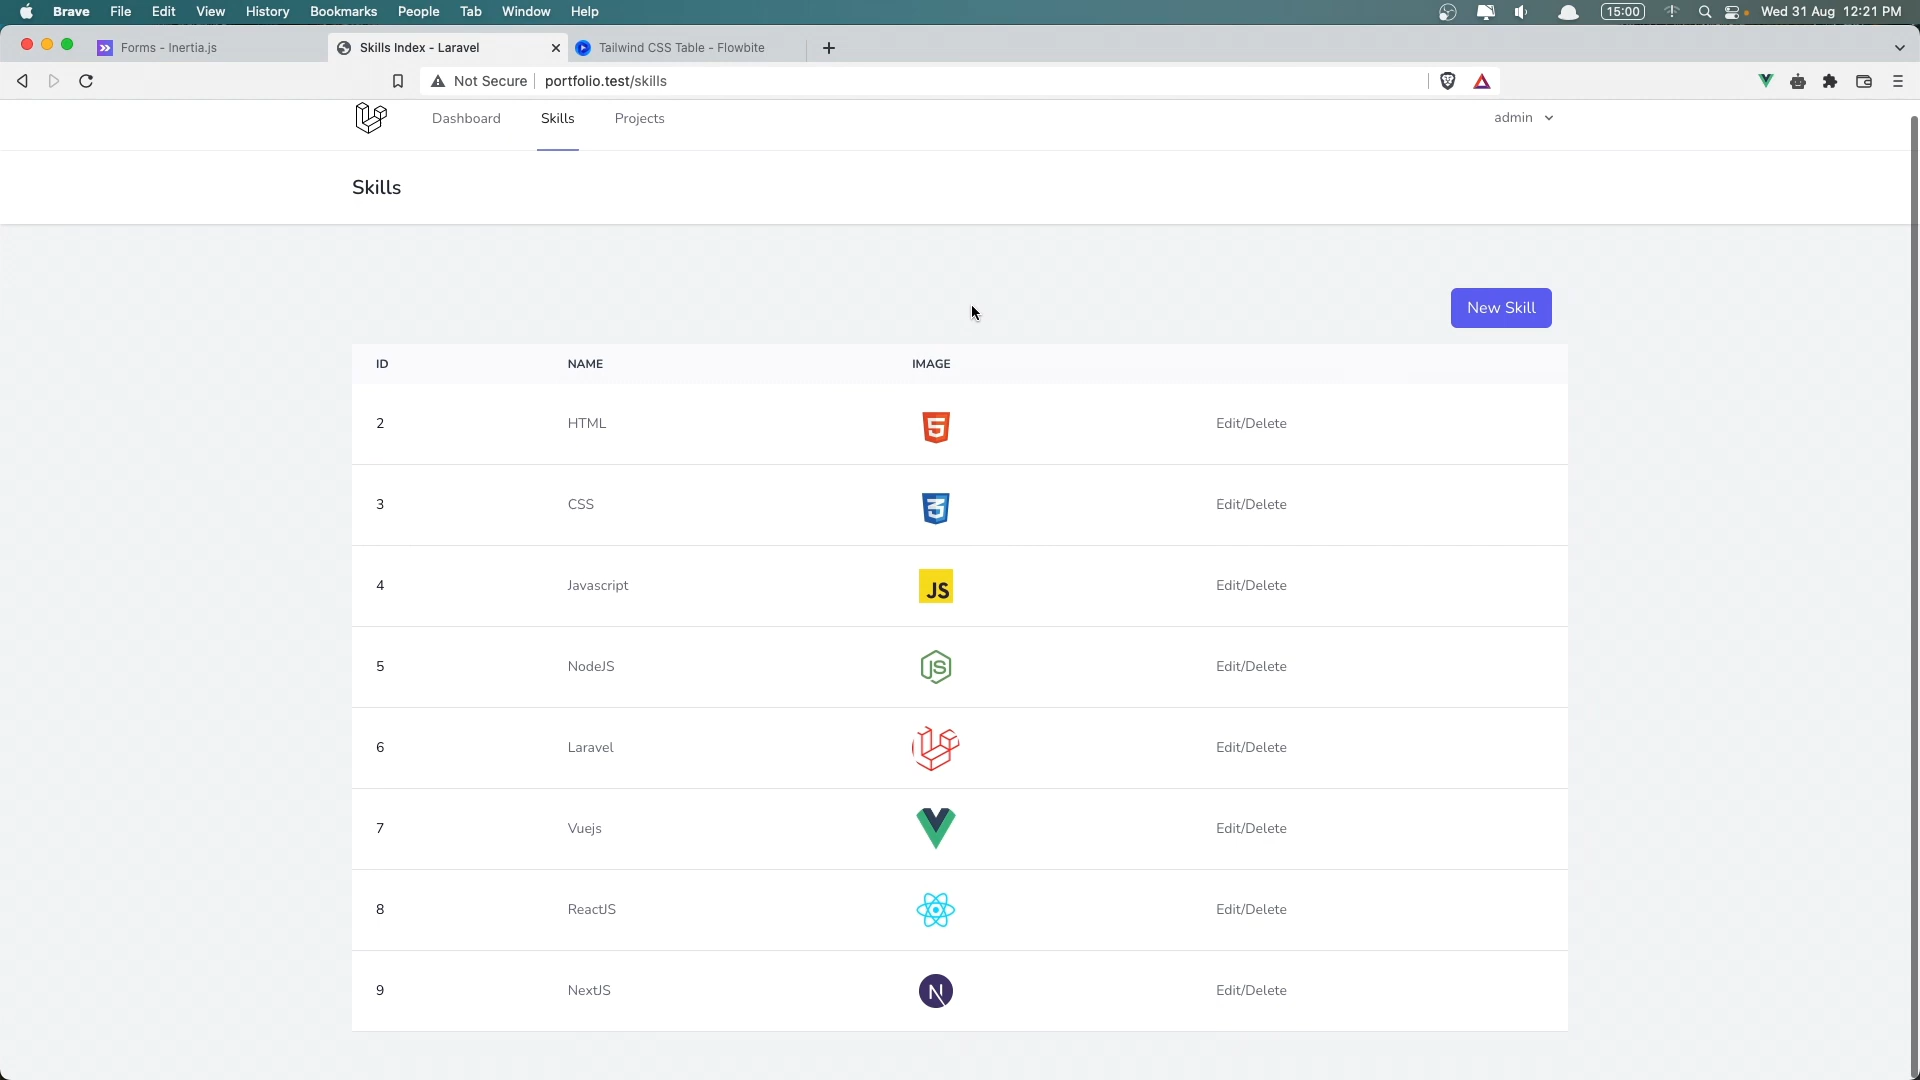 Brave File Edit View History Bookmarks People Tab Window Help 15:00 Wed 31 Aug 12:21 PM
Forms - Inertia.js Skills Index - Laravel Tailwind CSS Table - Flowbite
Not Secure portfolio.test/skills
Dashboard Skills Projects admin
Skills
New Skill
ID NAME IMAGE
2 HTML 5 Edit/Delete
3 CSS 3 Edit/Delete
4 Javascript JS Edit/Delete
5 NodeJS JS Edit/Delete
6 Laravel Edit/Delete
7 Vuejs Edit/Delete
8 ReactJS Edit/Delete
9 NextJS N Edit/Delete